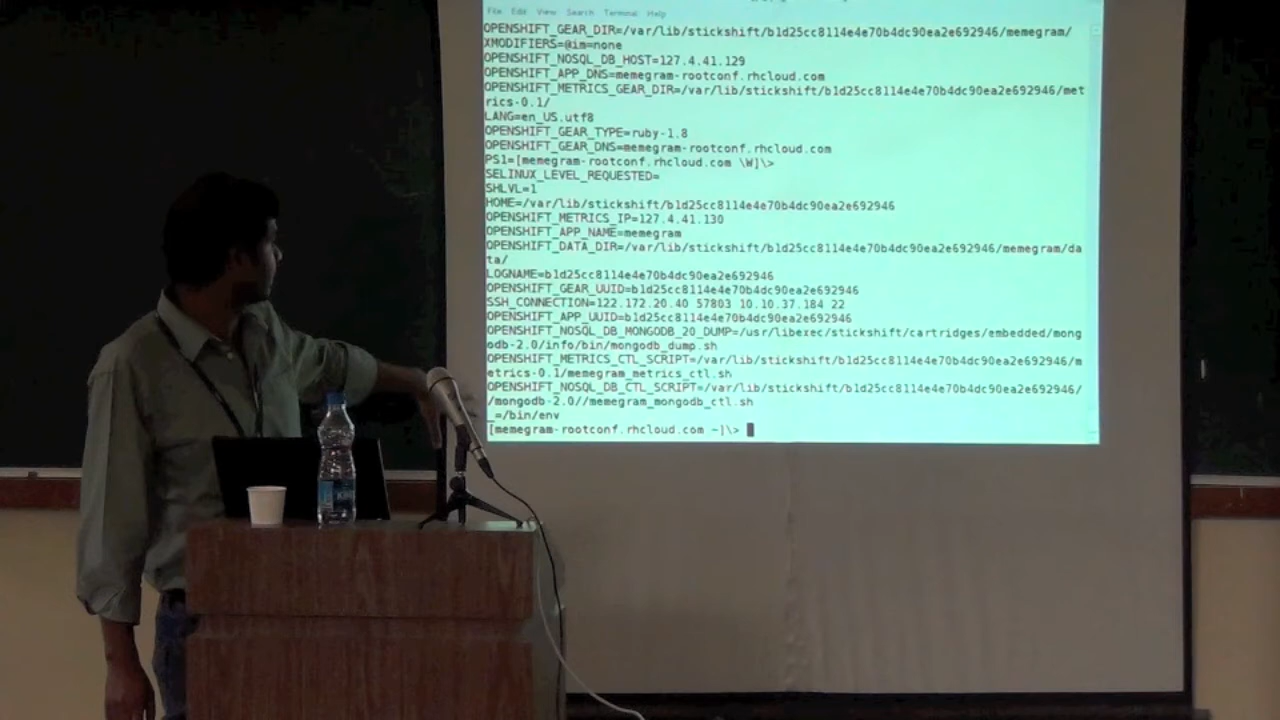 File Edit View Search Terminal Help
OPENSHIFT_GEAR_DIR=/var/lib/stickshift/b1d25cc8114e4e70b4dc90ea2e692946/memegram/
XMODIFIERS=@im=none
OPENSHIFT_NOSQL_DB_HOST=127.4.41.129
OPENSHIFT_APP_DNS=memegram-rootconf.rhcloud.com
OPENSHIFT_METRICS_GEAR_DIR=/var/lib/stickshift/b1d25cc8114e4e70b4dc90ea2e692946/met
rics-0.1/
LANG=en_US.utf8
OPENSHIFT_GEAR_TYPE=ruby-1.8
OPENSHIFT_GEAR_DNS=memegram-rootconf.rhcloud.com
PS1=[memegram-rootconf.rhcloud.com \W]\>
SELINUX_LEVEL_REQUESTED=
SHLVL=1
HOME=/var/lib/stickshift/b1d25cc8114e4e70b4dc90ea2e692946
OPENSHIFT_METRICS_IP=127.4.41.130
OPENSHIFT_APP_NAME=memegram
OPENSHIFT_DATA_DIR=/var/lib/stickshift/b1d25cc8114e4e70b4dc90ea2e692946/memegram/da
ta/
LOGNAME=b1d25cc8114e4e70b4dc90ea2e692946
OPENSHIFT_GEAR_UUID=b1d25cc8114e4e70b4dc90ea2e692946
SSH_CONNECTION=122.172.20.40 57803 10.10.37.184 22
OPENSHIFT_APP_UUID=b1d25cc8114e4e70b4dc90ea2e692946
OPENSHIFT_NOSQL_DB_MONGODB_20_DUMP=/usr/libexec/stickshift/cartridges/embedded/mong
odb-2.0/info/bin/mongodb_dump.sh
OPENSHIFT_METRICS_CTL_SCRIPT=/var/lib/stickshift/b1d25cc8114e4e70b4dc90ea2e692946/m
etrics-0.1/memegram_metrics_ctl.sh
OPENSHIFT_NOSQL_DB_CTL_SCRIPT=/var/lib/stickshift/b1d25cc8114e4e70b4dc90ea2e692946/
/mongodb-2.0//memegram_mongodb_ctl.sh
_=/bin/env
[memegram-rootconf.rhcloud.com ~]\>